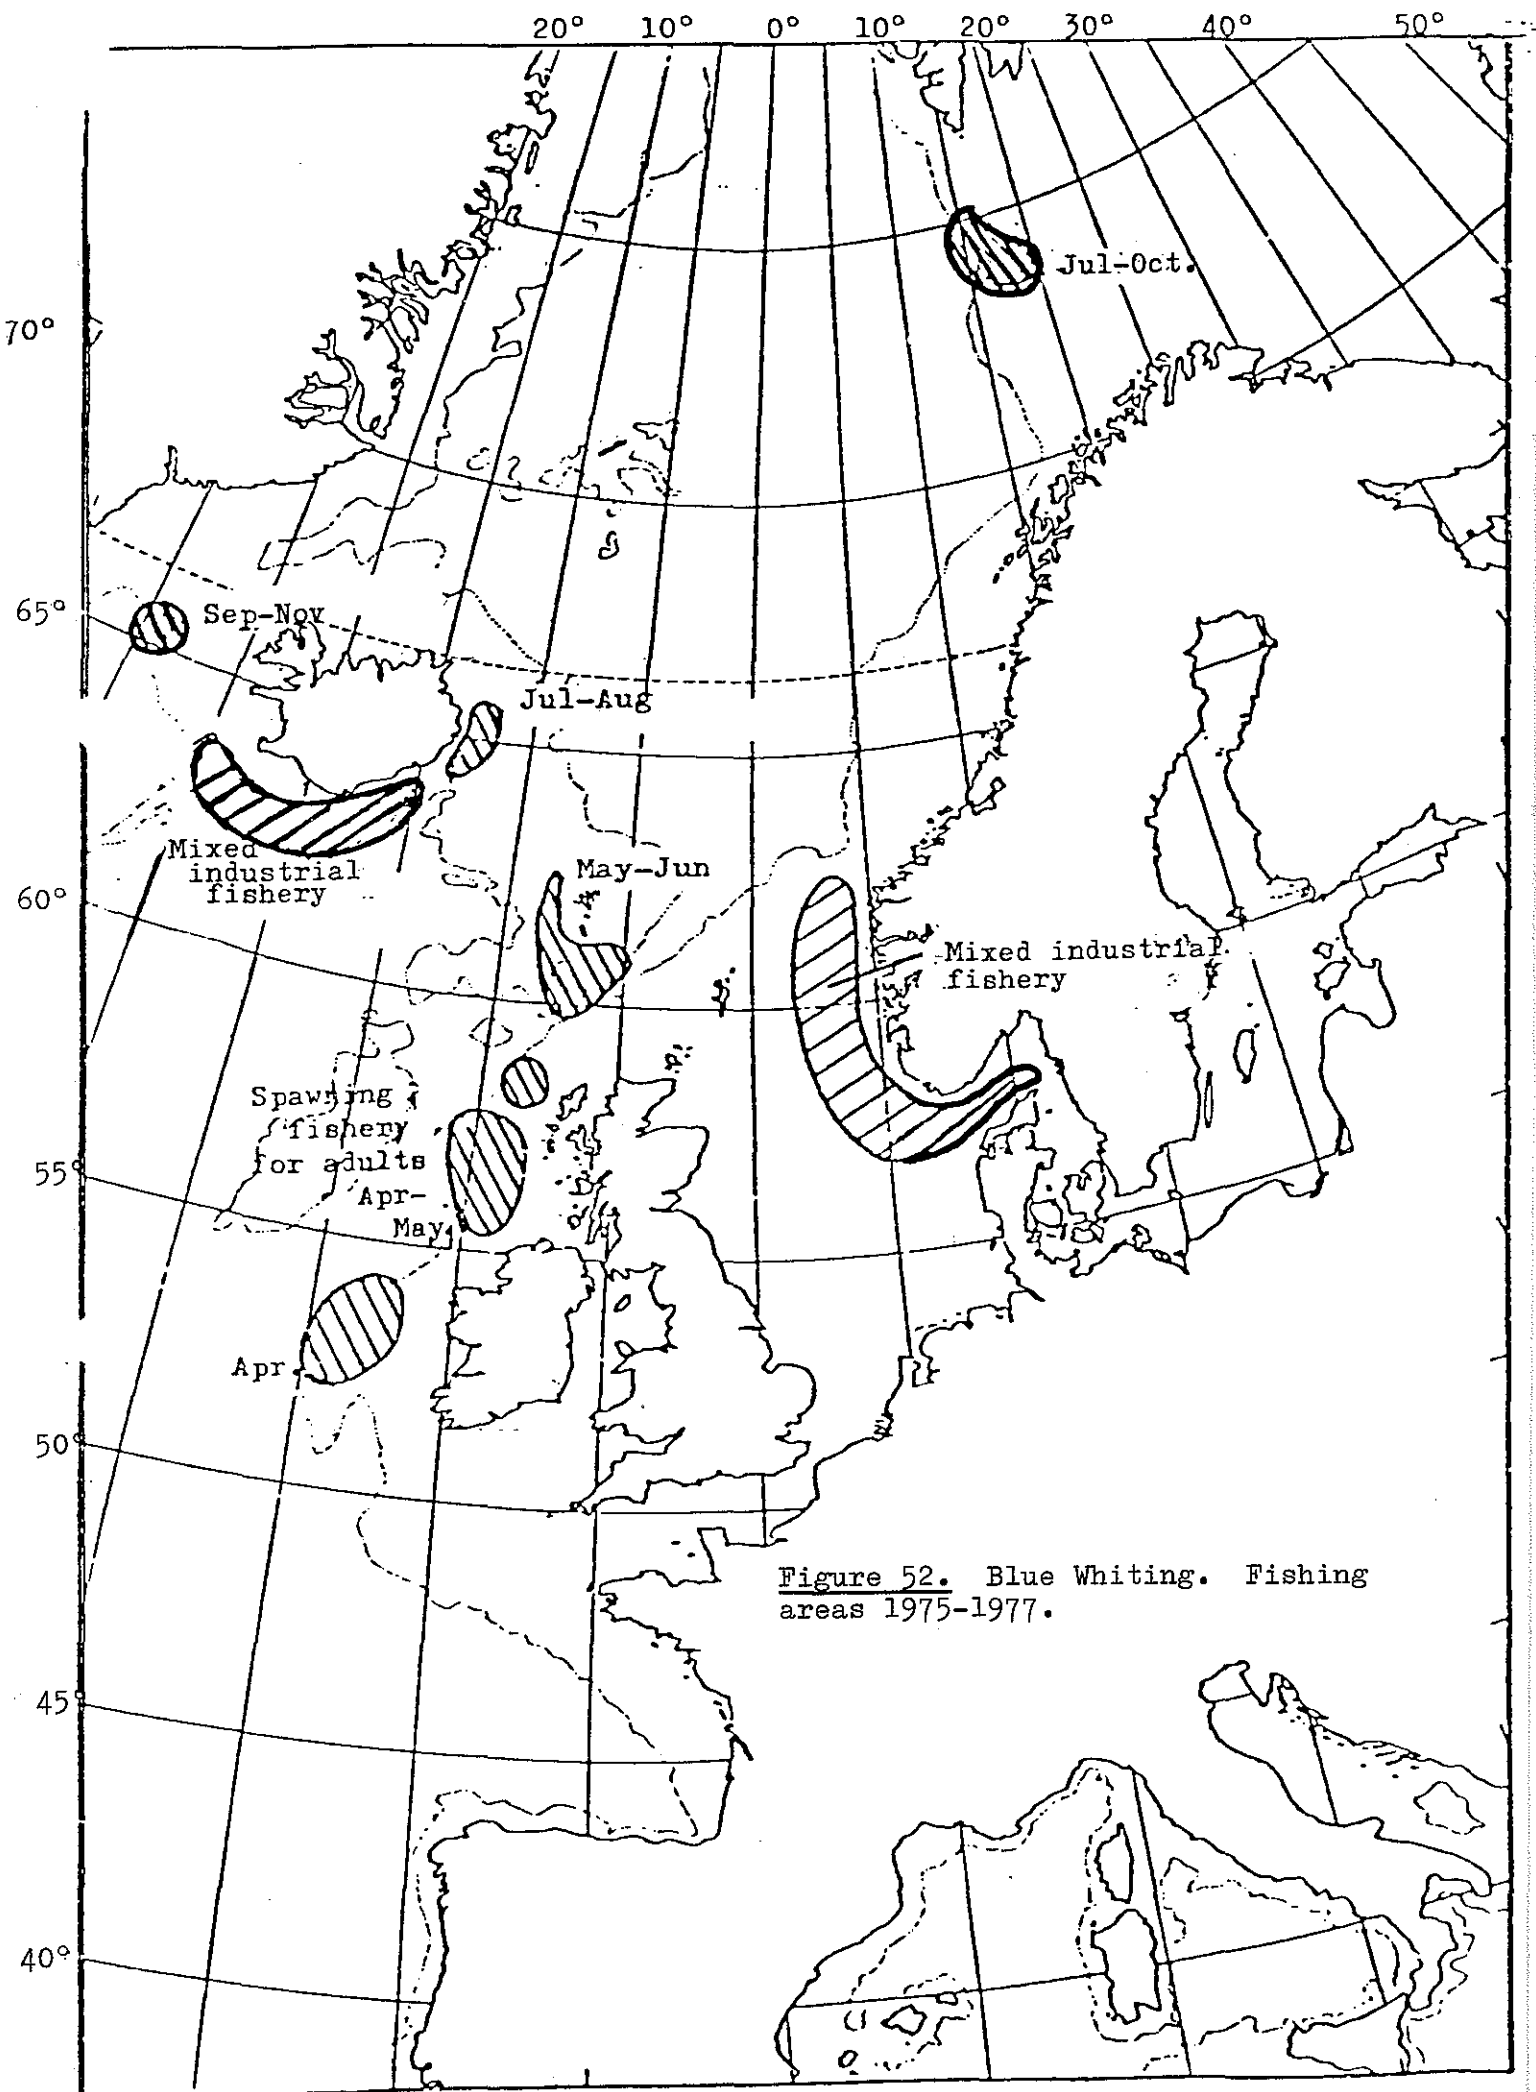 20° 10° 0° 10° 20° 30° 40° 50°
Jul-Oct.
70°
65°
Sep-Nov
Jul-Aug
Mixed
industrial
fishery
May-Jun
60°
Mixed industrial
fishery
Spawning
fishery
for adults
Apr-
May
55°
Apr
50°
Figure 52. Blue Whiting. Fishing
areas 1975-1977.
45°
40°